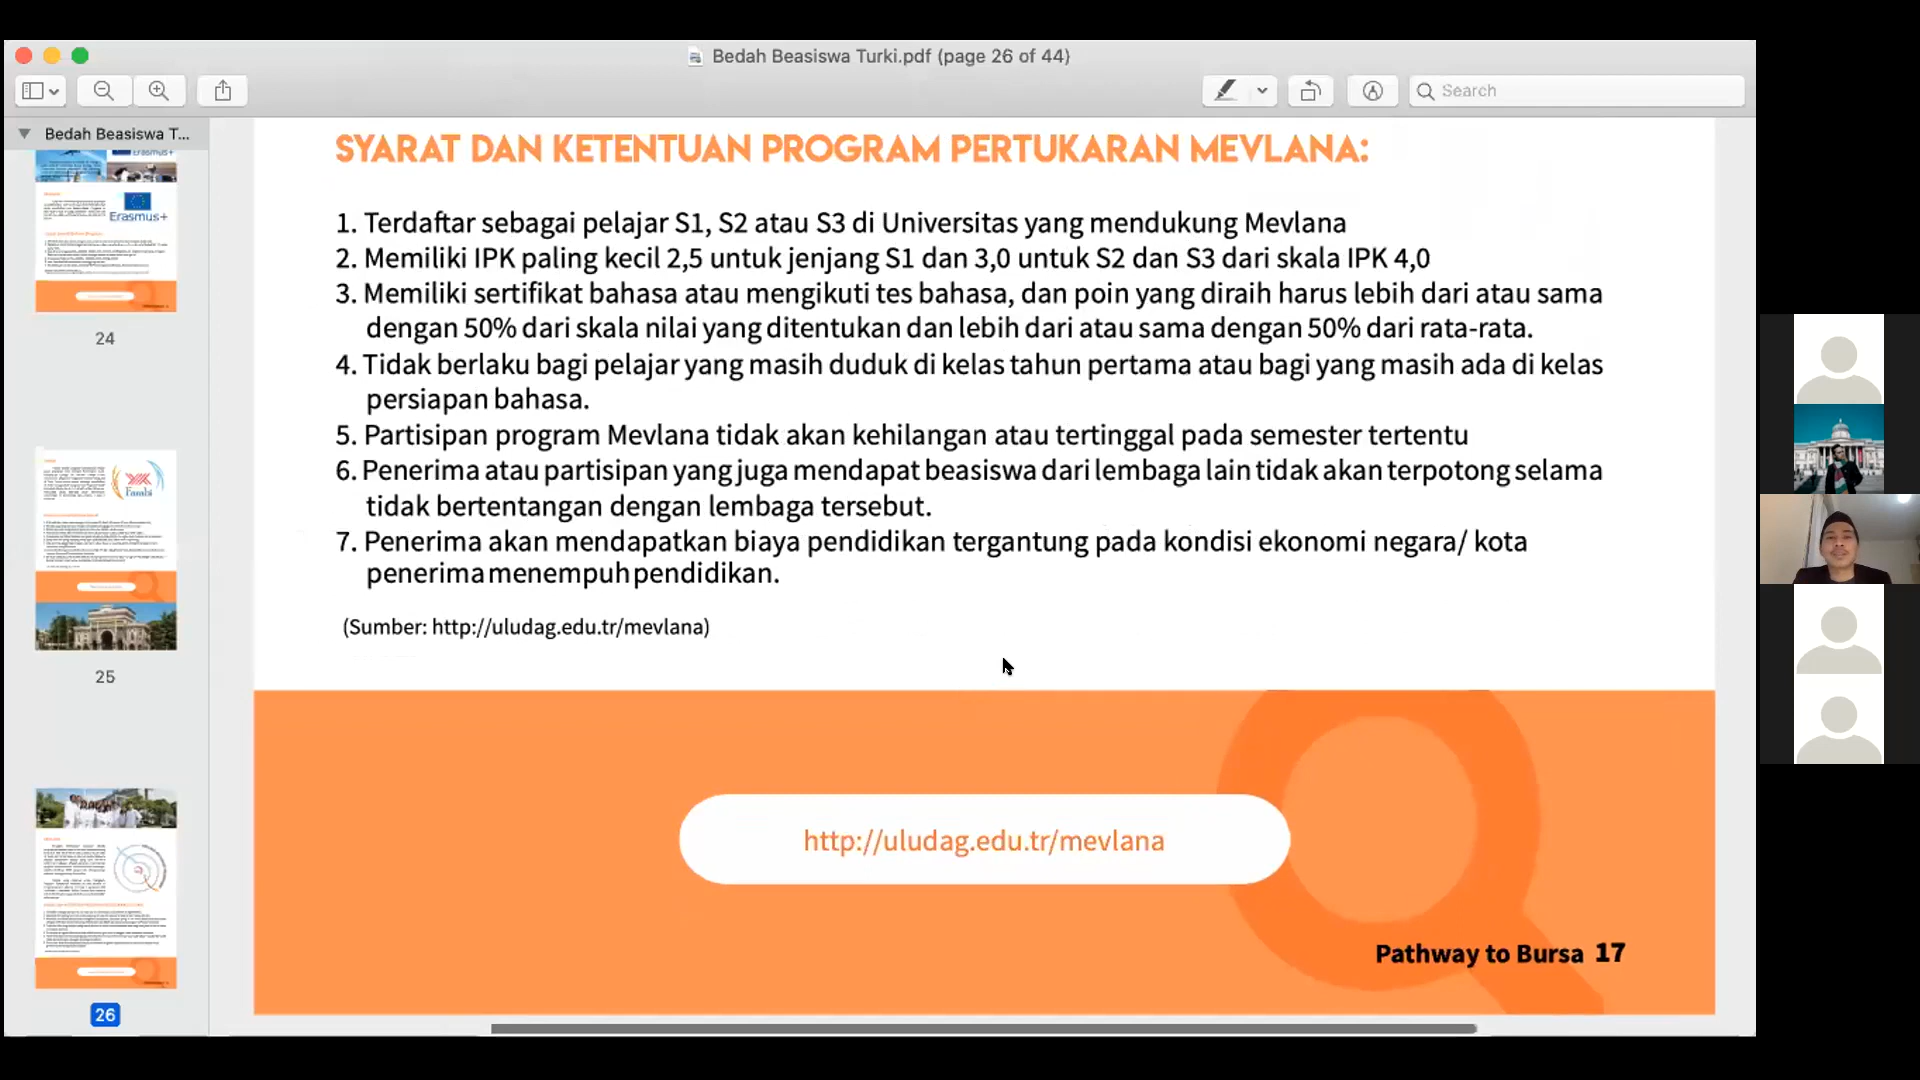 Bedah Beasiswa Turki.pdf (page 26 of 44)
Search
Bedah Beasiswa T...
Erasmus+
24
Farabi
25
26
SYARAT DAN KETENTUAN PROGRAM PERTUKARAN MEVLANA:
1. Terdaftar sebagai pelajar S1, S2 atau S3 di Universitas yang mendukung Mevlana
2. Memiliki IPK paling kecil 2,5 untuk jenjang S1 dan 3,0 untuk S2 dan S3 dari skala IPK 4,0
3. Memiliki sertifikat bahasa atau mengikuti tes bahasa, dan poin yang diraih harus lebih dari atau sama
dengan 50% dari skala nilai yang ditentukan dan lebih dari atau sama dengan 50% dari rata-rata.
4. Tidak berlaku bagi pelajar yang masih duduk di kelas tahun pertama atau bagi yang masih ada di kelas
persiapan bahasa.
5. Partisipan program Mevlana tidak akan kehilangan atau tertinggal pada semester tertentu
6. Penerima atau partisipan yang juga mendapat beasiswa dari lembaga lain tidak akan terpotong selama
tidak bertentangan dengan lembaga tersebut.
7. Penerima akan mendapatkan biaya pendidikan tergantung pada kondisi ekonomi negara/ kota
penerima menempuh pendidikan.
(Sumber: http://uludag.edu.tr/mevlana)
http://uludag.edu.tr/mevlana
Pathway to Bursa 17